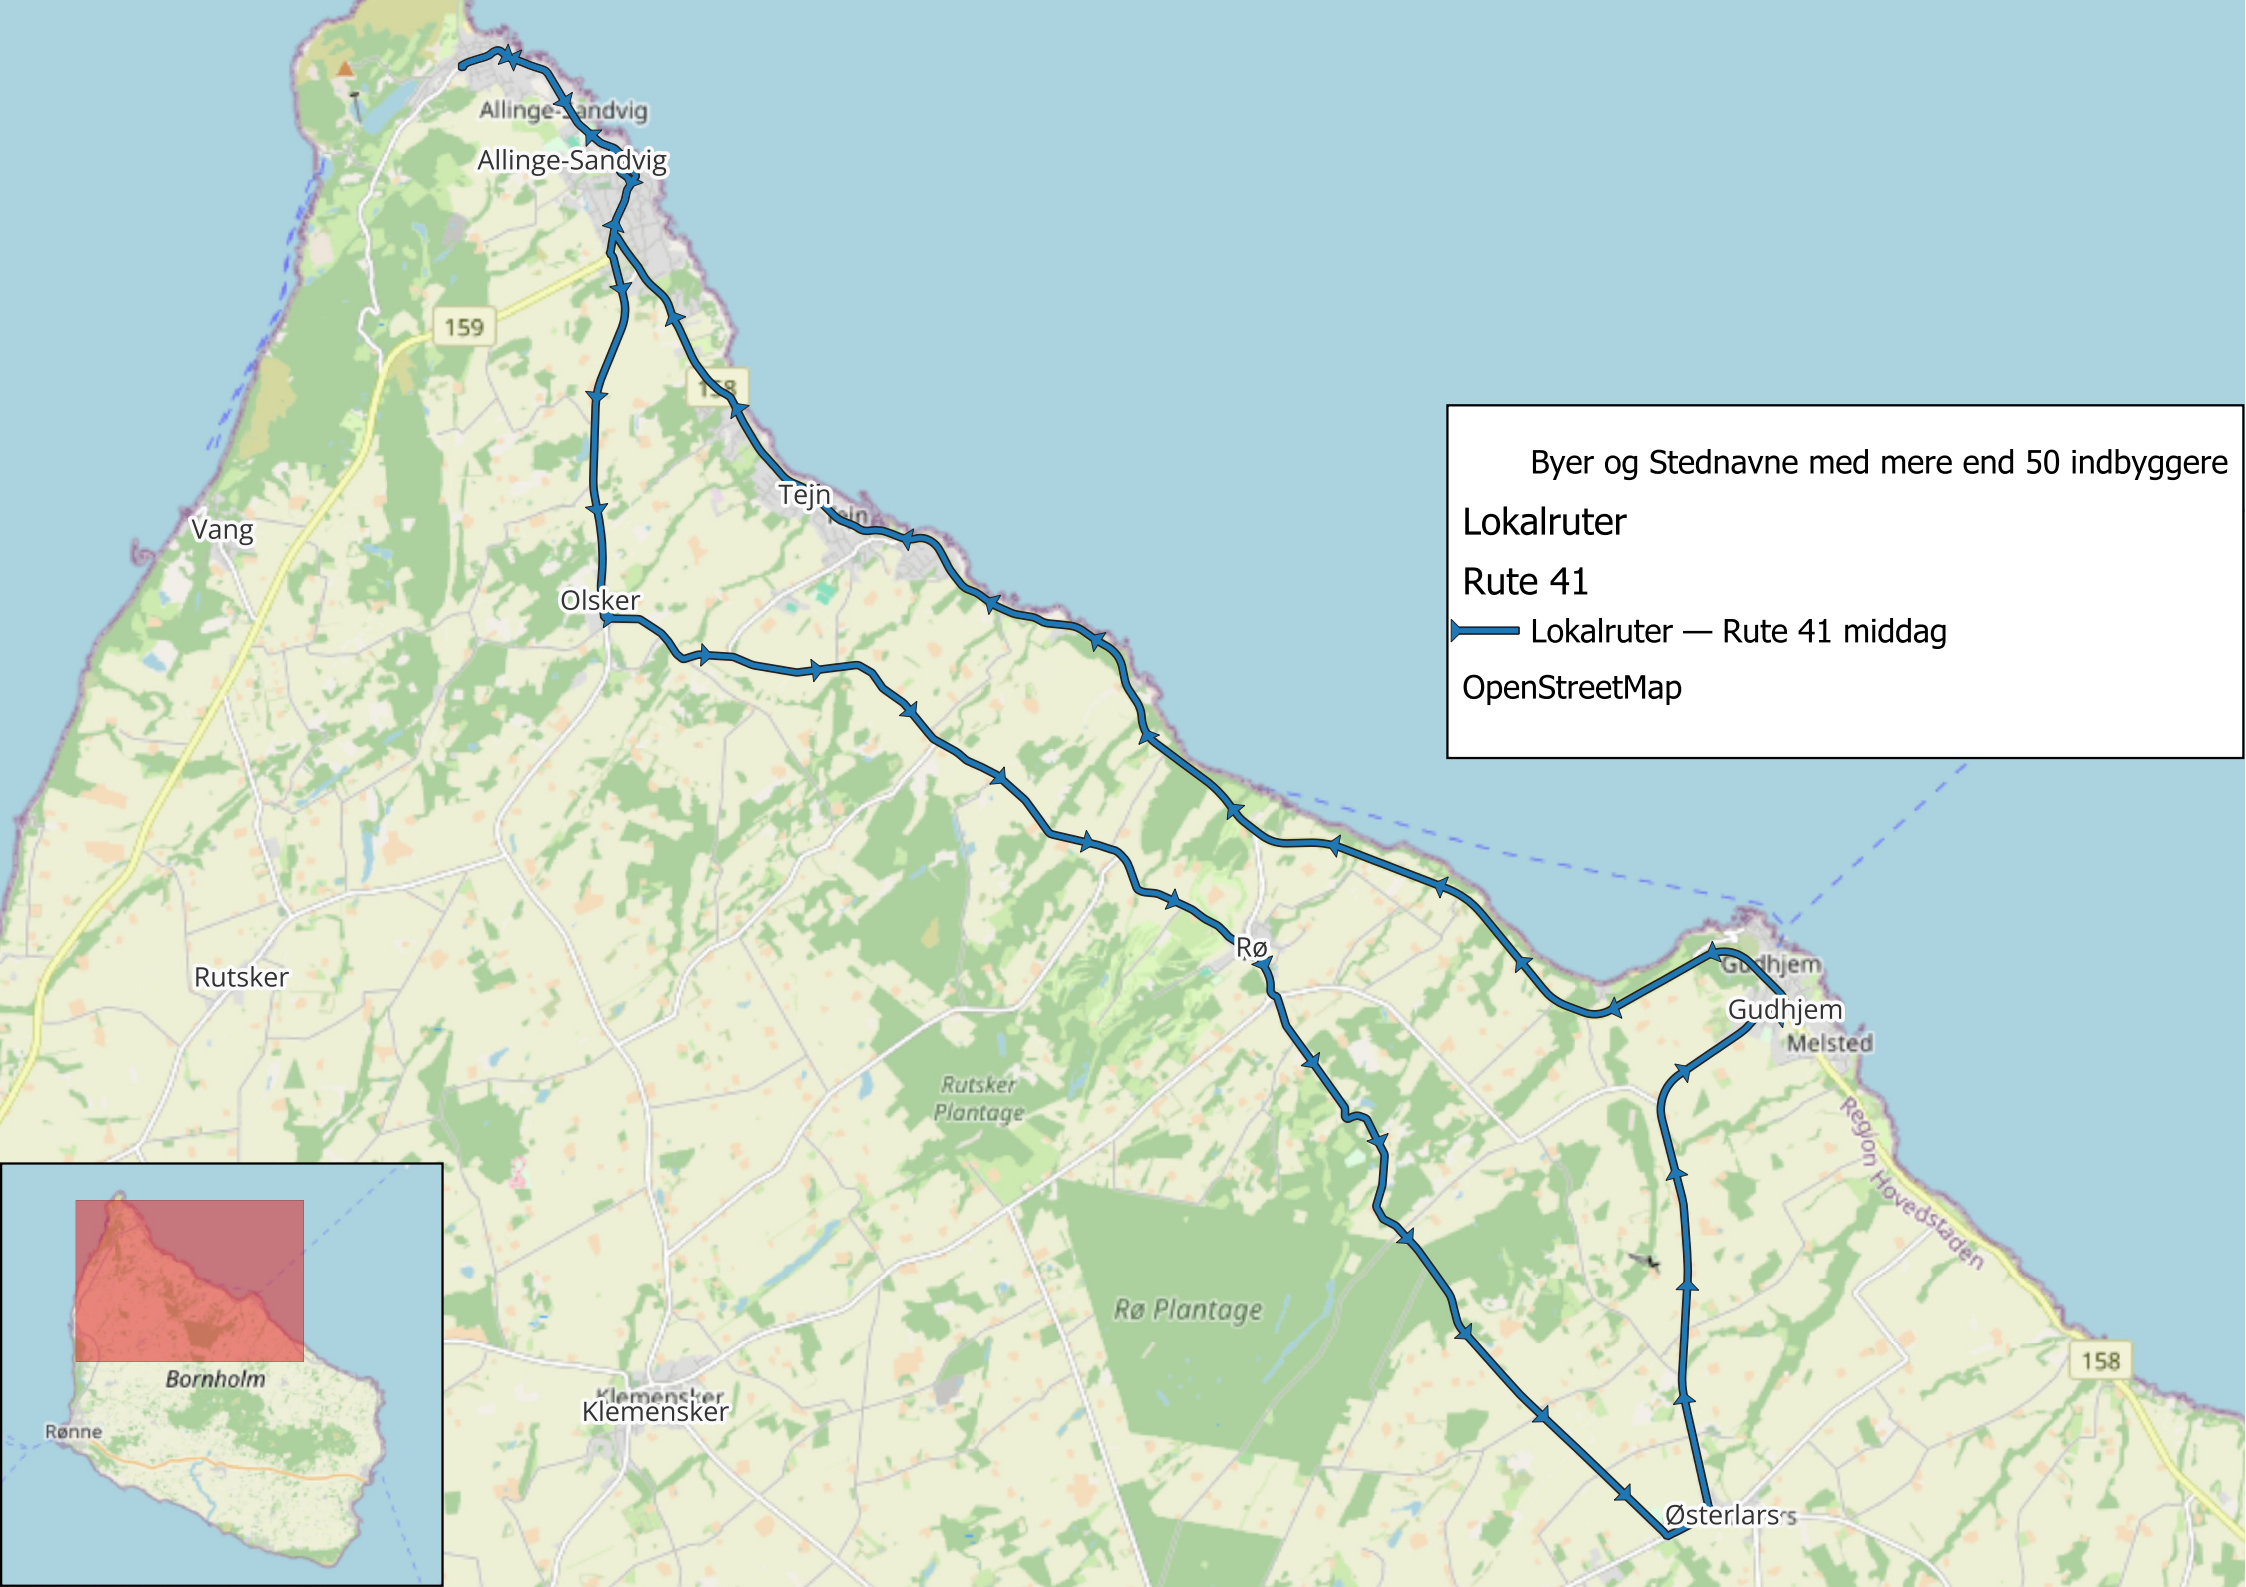 Allinge-Sandvig
Allinge-Sandvig
159
158
Tejn
Tejn
Vang
Olsker
Byer og Stednavne med mere end 50 indbyggere
Lokalruter
Rute 41
Lokalruter — Rute 41 middag
OpenStreetMap
Rø
Gudhjem
Gudhjem
Melsted
Rutsker
Rutsker
Plantage
Region Hovedstaden
Rø Plantage
158
Klemensker
Klemensker
Østerlars
Bornholm
Rønne